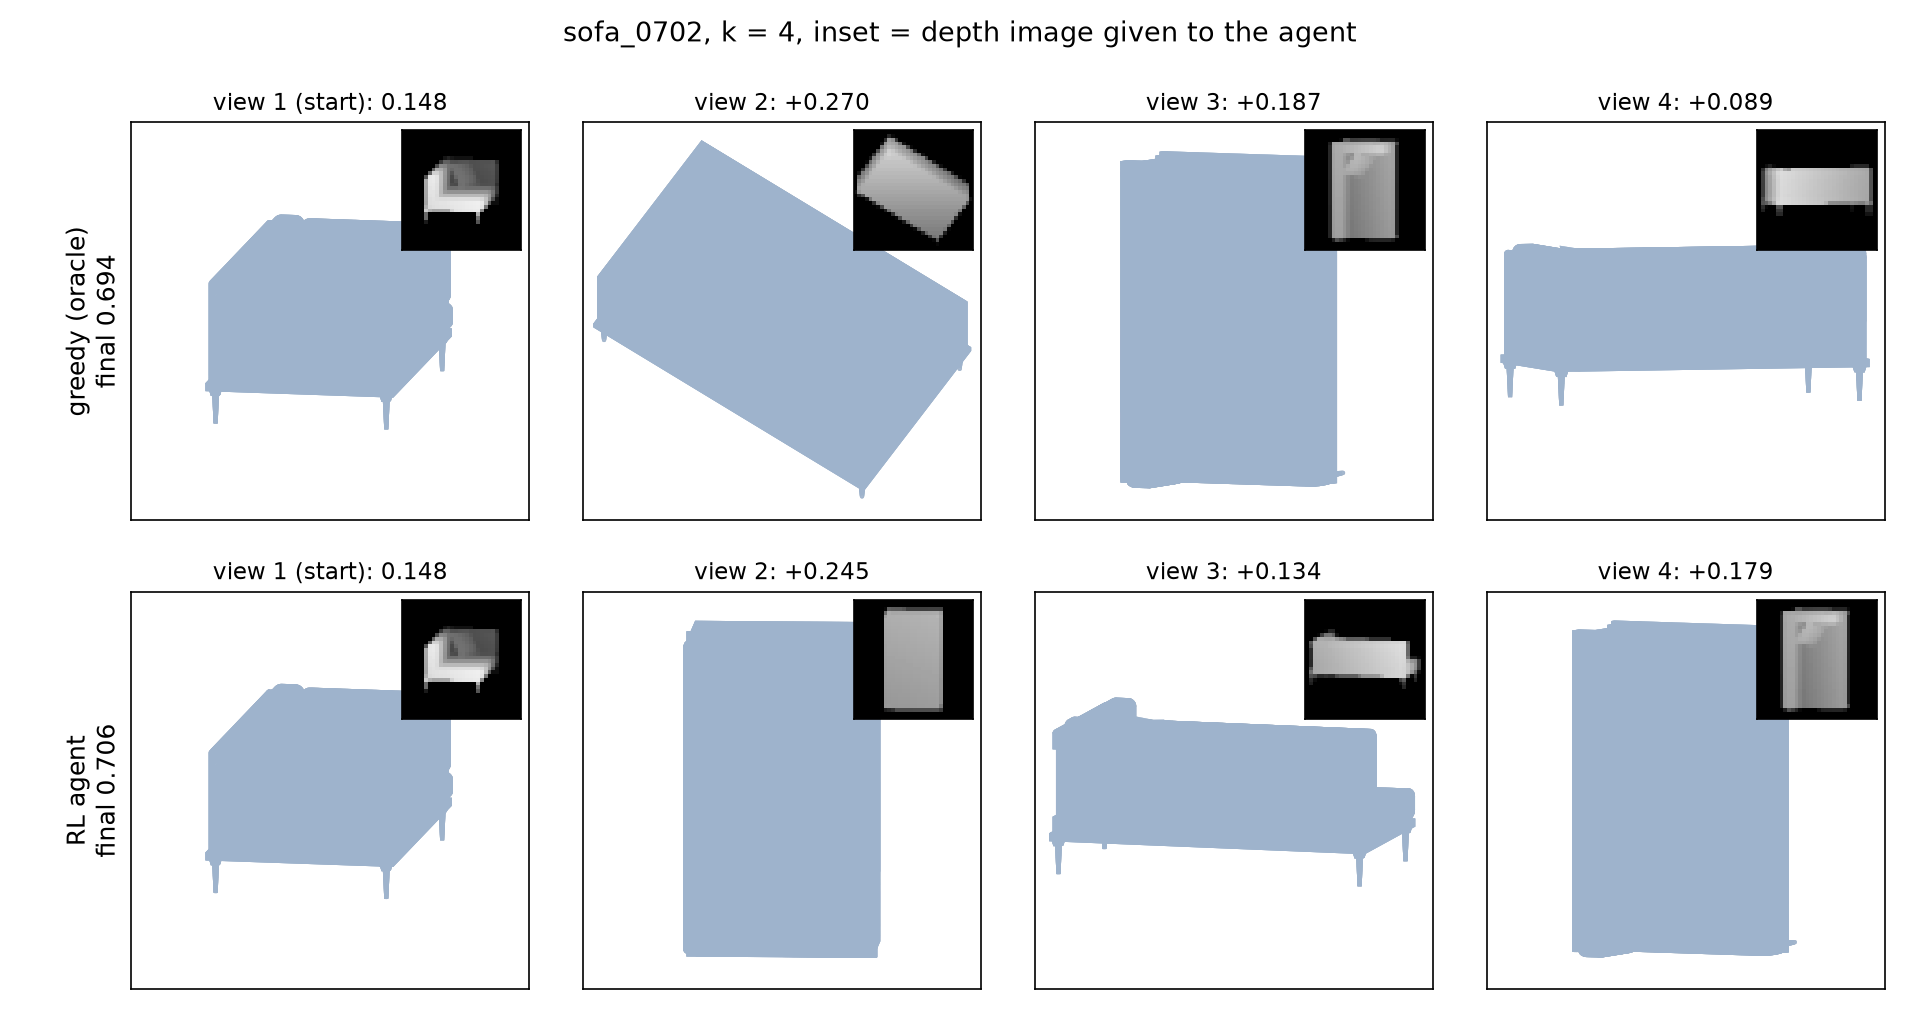 sofa_0702, k = 4, inset = depth image given to the agent
view 1 (start): 0.148
view 2: +0.270
view 3: +0.187
view 4: +0.089
greedy (oracle)
final 0.694
view 1 (start): 0.148
view 2: +0.245
view 3: +0.134
view 4: +0.179
RL agent
final 0.706